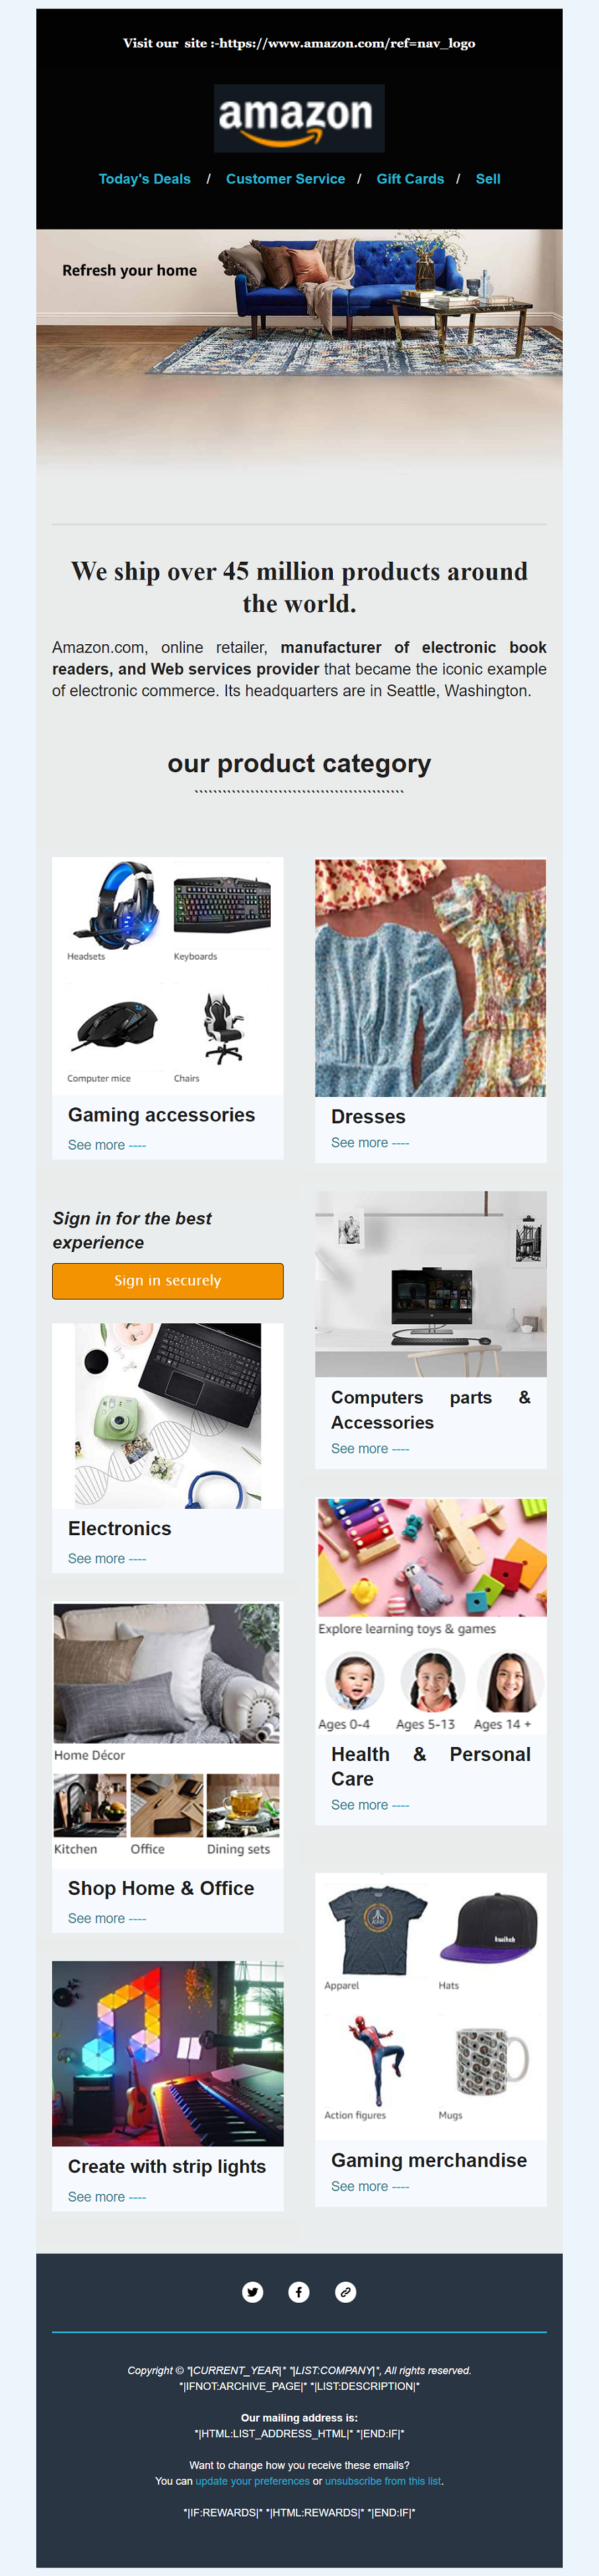 Visit our site :-https://www.amazon.com/ref=nav_logo
amazon
Today's Deals / Customer Service / Gift Cards / Sell
Refresh your home
We ship over 45 million products around
the world.
Amazon.com, online retailer, manufacturer of electronic book
readers, and Web services provider that became the iconic example
of electronic commerce. Its headquarters are in Seattle, Washington.
our product category
Headsets
Keyboards
Computer mice
Chairs
Gaming accessories
See more ----
Dresses
See more ----
Sign in for the best
experience
Sign in securely
Computers parts &
Accessories
See more ----
Electronics
See more ----
Explore learning toys & games
Ages 0-4
Ages 5-13
Ages 14 +
Health & Personal
Care
See more ----
Home Décor
Kitchen
Office
Dining sets
Shop Home & Office
See more ----
ATARI
twitch
Apparel
Hats
Action figures
Mugs
Gaming merchandise
See more ----
Create with strip lights
See more ----
Copyright © *|CURRENT_YEAR|* *|LIST:COMPANY|*, All rights reserved.
*|IFNOT:ARCHIVE_PAGE|* *|LIST:DESCRIPTION|*
Our mailing address is:
*|HTML:LIST_ADDRESS_HTML|* *|END:IF|*
Want to change how you receive these emails?
You can update your preferences or unsubscribe from this list.
*|IF:REWARDS|* *|HTML:REWARDS|* *|END:IF|*